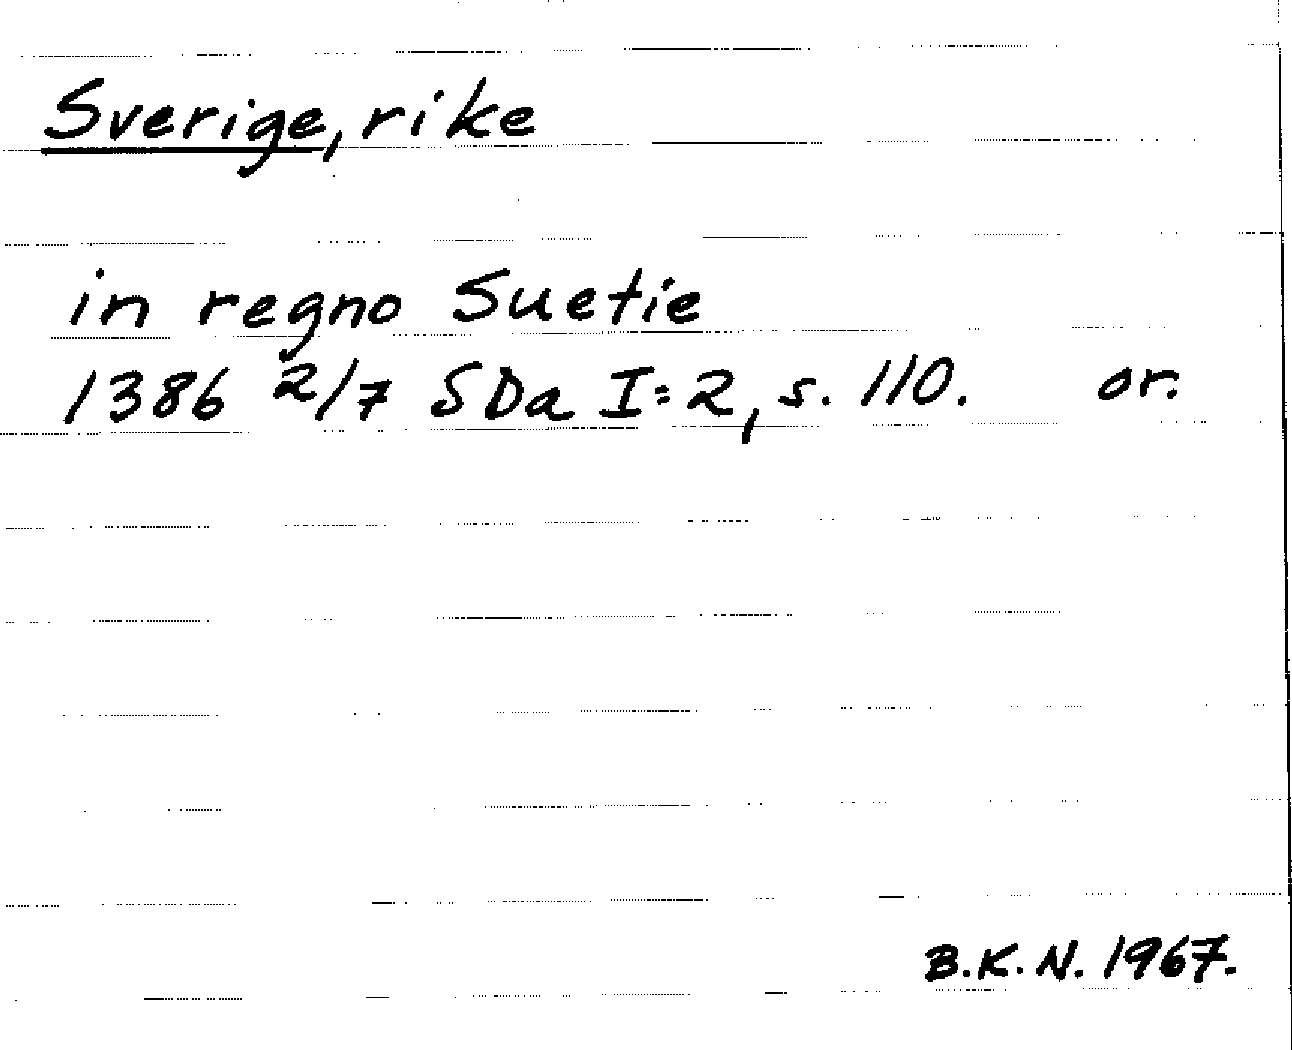 Sverige, rike
in regno Suetie
1386 2/7 SDa I:2, s. 110. or.
B.K.N. 1967.